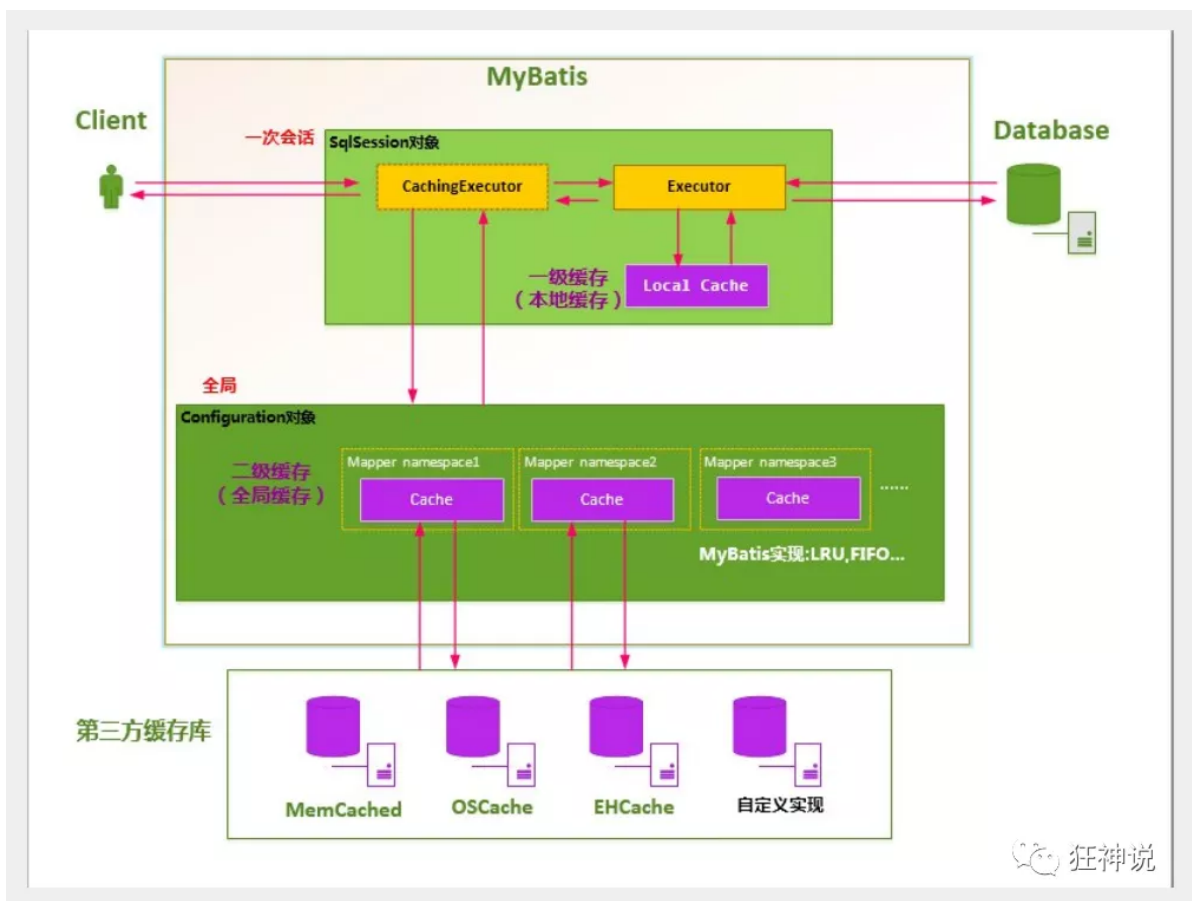 MyBatis
Client
一次会话
SqlSession对象
Database
CachingExecutor
Executor
一级缓存
（本地缓存）
Local Cache
全局
Configuration对象
二级缓存
（全局缓存）
Mapper namespace1
Mapper namespace2
Mapper namespace3
Cache
Cache
Cache
......
MyBatis实现:LRU,FIFO...
第三方缓存库
MemCached
OSCache
EHCache
自定义实现
狂神说